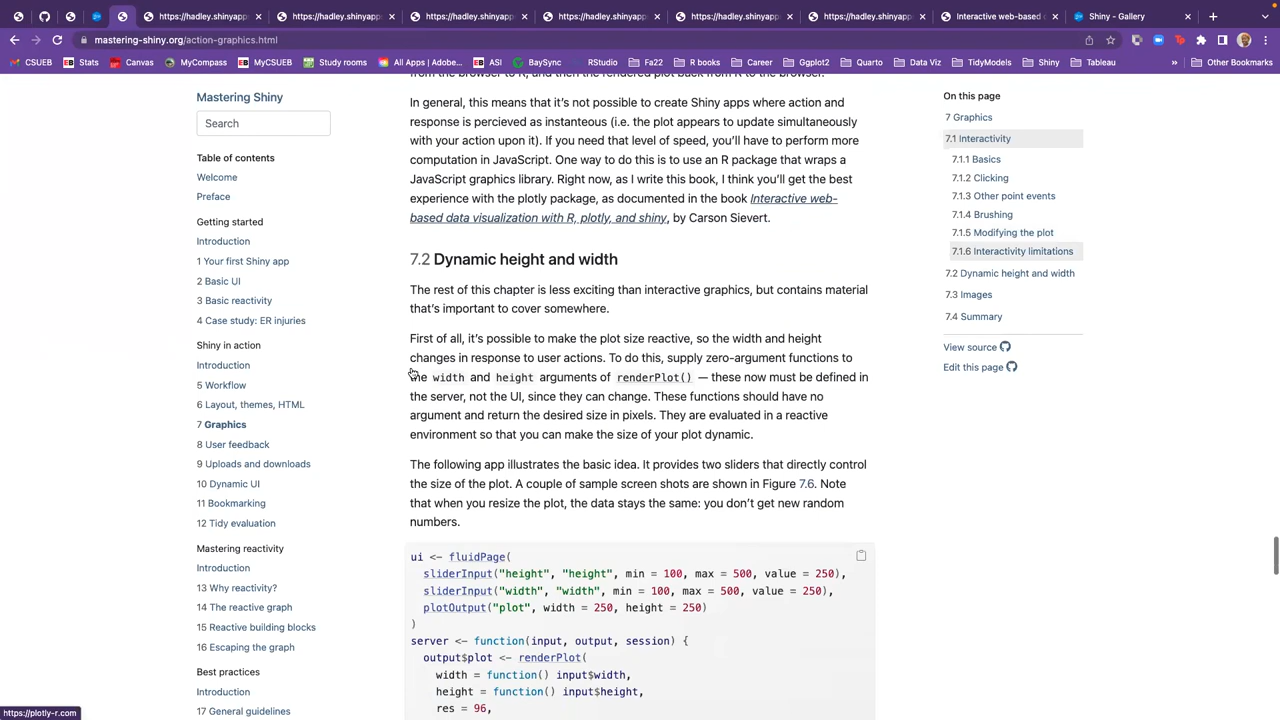 https://hadley.shinyapp
https://hadley.shinyapp
https://hadley.shinyapp
https://hadley.shinyapp
https://hadley.shinyapp
https://hadley.shinyapp
Interactive web-based
Shiny - Gallery
mastering-shiny.org/action-graphics.html
CSUEB
Stats
Canvas
MyCompass
MyCSUEB
Study rooms
All Apps | Adobe...
ASI
BaySync
RStudio
Fa22
R books
Career
Ggplot2
Quarto
Data Viz
TidyModels
Shiny
Tableau
»
Other Bookmarks
Mastering Shiny
Search
Table of contents
Welcome
Preface
Getting started
Introduction
1 Your first Shiny app
2 Basic UI
3 Basic reactivity
4 Case study: ER injuries
Shiny in action
Introduction
5 Workflow
6 Layout, themes, HTML
7 Graphics
8 User feedback
9 Uploads and downloads
10 Dynamic UI
11 Bookmarking
12 Tidy evaluation
Mastering reactivity
Introduction
13 Why reactivity?
14 The reactive graph
15 Reactive building blocks
16 Escaping the graph
Best practices
Introduction
17 General guidelines
https://plotly-r.com
from the browser to R, and then the rendered plot back from R to the browser.
In general, this means that it's not possible to create Shiny apps where action and
response is percieved as instanteous (i.e. the plot appears to update simultaneously
with your action upon it). If you need that level of speed, you'll have to perform more
computation in JavaScript. One way to do this is to use an R package that wraps a
JavaScript graphics library. Right now, as I write this book, I think you'll get the best
experience with the plotly package, as documented in the book Interactive web-
based data visualization with R, plotly, and shiny, by Carson Sievert.
7.2 Dynamic height and width
The rest of this chapter is less exciting than interactive graphics, but contains material
that's important to cover somewhere.
First of all, it's possible to make the plot size reactive, so the width and height
changes in response to user actions. To do this, supply zero-argument functions to
the width and height arguments of renderPlot() — these now must be defined in
the server, not the UI, since they can change. These functions should have no
argument and return the desired size in pixels. They are evaluated in a reactive
environment so that you can make the size of your plot dynamic.
The following app illustrates the basic idea. It provides two sliders that directly control
the size of the plot. A couple of sample screen shots are shown in Figure 7.6. Note
that when you resize the plot, the data stays the same: you don't get new random
numbers.
ui <- fluidPage(
sliderInput("height", "height", min = 100, max = 500, value = 250),
sliderInput("width", "width", min = 100, max = 500, value = 250),
plotOutput("plot", width = 250, height = 250)
)
server <- function(input, output, session) {
output$plot <- renderPlot(
width = function() input$width,
height = function() input$height,
res = 96,
On this page
7 Graphics
7.1 Interactivity
7.1.1 Basics
7.1.2 Clicking
7.1.3 Other point events
7.1.4 Brushing
7.1.5 Modifying the plot
7.1.6 Interactivity limitations
7.2 Dynamic height and width
7.3 Images
7.4 Summary
View source
Edit this page